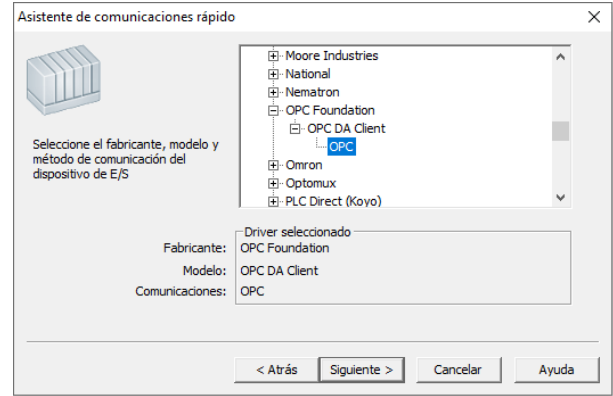 Asistente de comunicaciones rápido
Moore Industries
National
Nematron
OPC Foundation
OPC DA Client
OPC
Omron
Optomux
PLC Direct (Koyo)
Seleccione el fabricante, modelo y
método de comunicación del
dispositivo de E/S
Driver seleccionado
Fabricante: OPC Foundation
Modelo: OPC DA Client
Comunicaciones: OPC
< Atrás Siguiente > Cancelar Ayuda